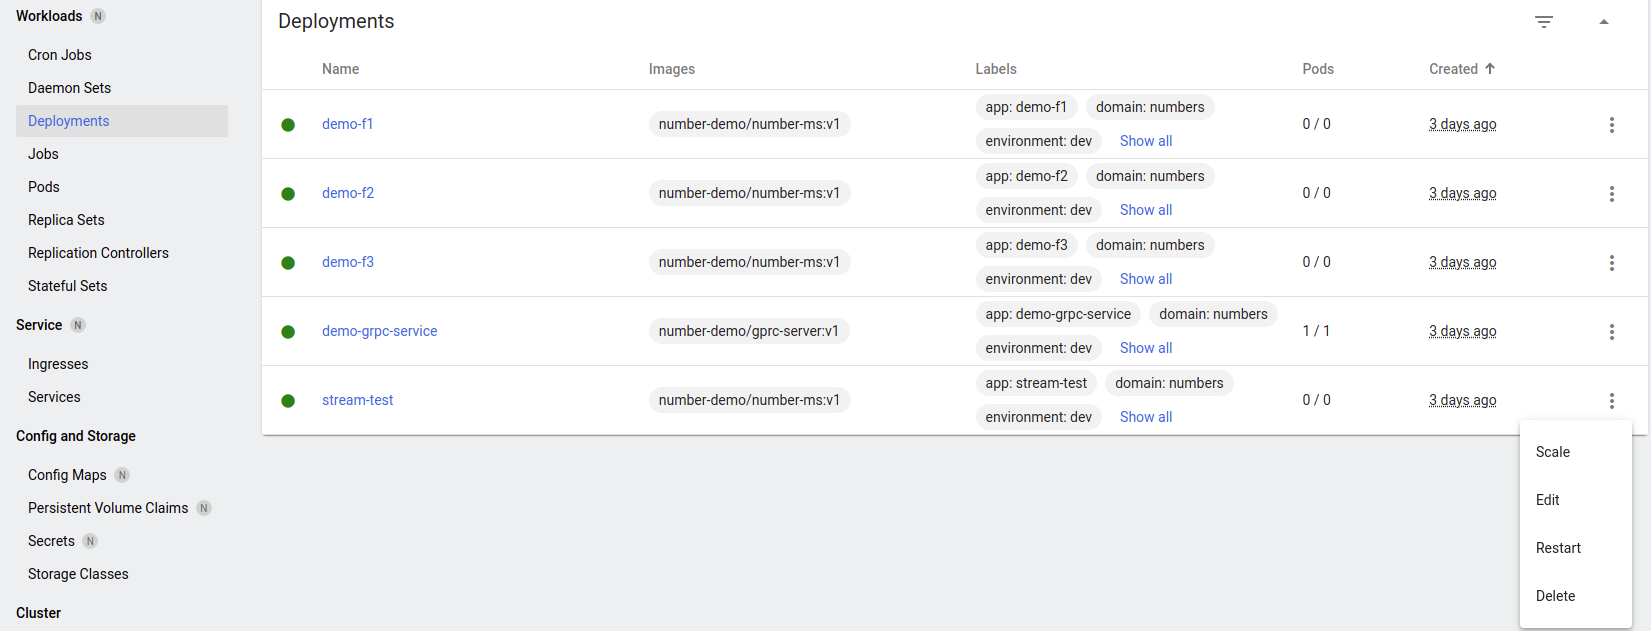 Workloads N
Cron Jobs
Daemon Sets
Deployments
Jobs
Pods
Replica Sets
Replication Controllers
Stateful Sets
Service N
Ingresses
Services
Config and Storage
Config Maps N
Persistent Volume Claims N
Secrets N
Storage Classes
Cluster
Deployments
Name Images Labels Pods Created
demo-f1 number-demo/number-ms:v1 app: demo-f1 domain: numbers 0 / 0 3 days ago
environment: dev Show all
demo-f2 number-demo/number-ms:v1 app: demo-f2 domain: numbers 0 / 0 3 days ago
environment: dev Show all
demo-f3 number-demo/number-ms:v1 app: demo-f3 domain: numbers 0 / 0 3 days ago
environment: dev Show all
demo-grpc-service number-demo/gprc-server:v1 app: demo-grpc-service domain: numbers 1 / 1 3 days ago
environment: dev Show all
stream-test number-demo/number-ms:v1 app: stream-test domain: numbers 0 / 0 3 days ago
environment: dev Show all
Scale
Edit
Restart
Delete